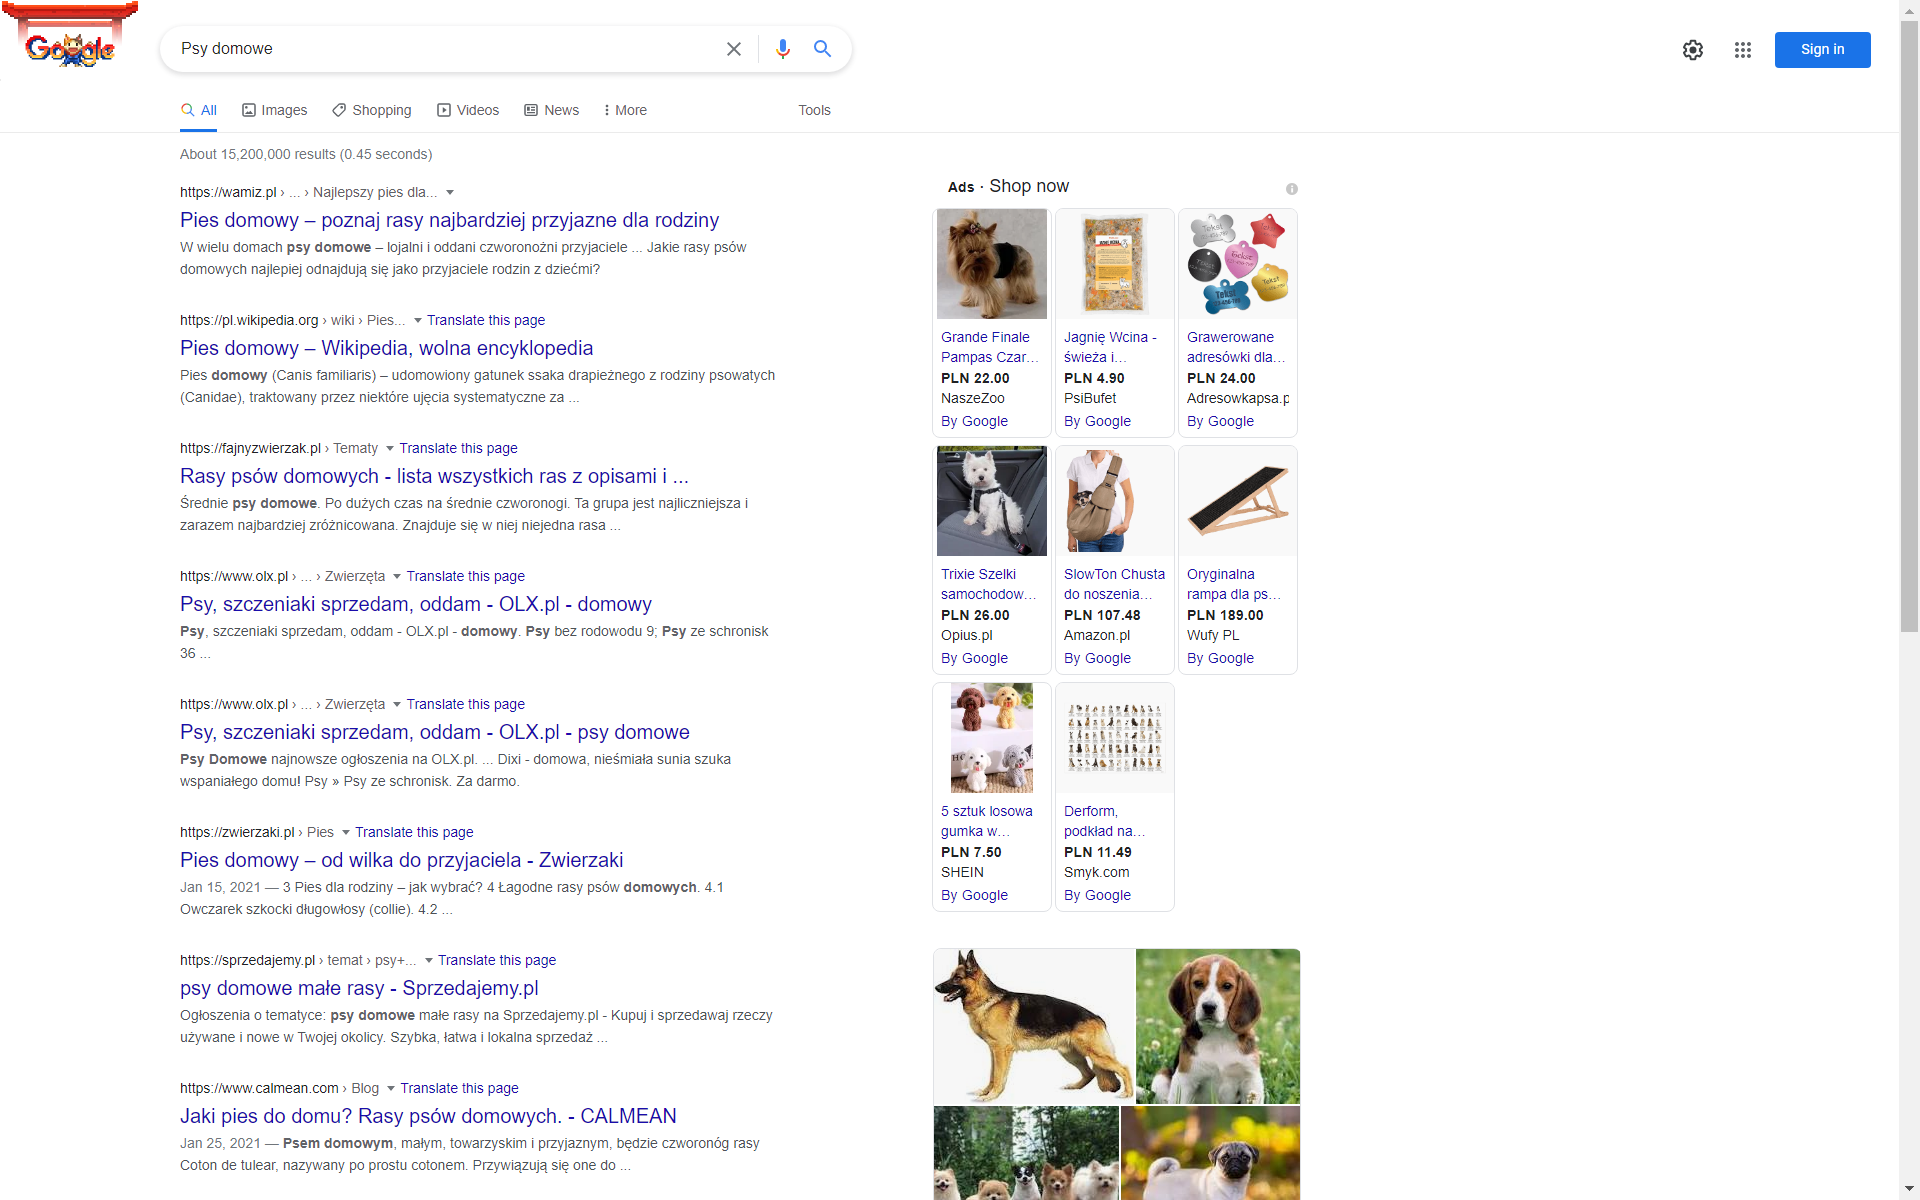 Google
Psy domowe
Sign in
All
Images
Shopping
Videos
News
More
Tools
About 15,200,000 results (0.45 seconds)
https://wamiz.pl › ... › Najlepszy pies dla...
Pies domowy – poznaj rasy najbardziej przyjazne dla rodziny
W wielu domach psy domowe – lojalni i oddani czworonożni przyjaciele ... Jakie rasy psów
domowych najlepiej odnajdują się jako przyjaciele rodzin z dziećmi?
https://pl.wikipedia.org › wiki › Pies... Translate this page
Pies domowy – Wikipedia, wolna encyklopedia
Pies domowy (Canis familiaris) – udomowiony gatunek ssaka drapieżnego z rodziny psowatych
(Canidae), traktowany przez niektóre ujęcia systematyczne za ...
https://fajnyzwierzak.pl › Tematy Translate this page
Rasy psów domowych - lista wszystkich ras z opisami i ...
Średnie psy domowe. Po dużych czas na średnie czworonogi. Ta grupa jest najliczniejsza i
zarazem najbardziej zróżnicowana. Znajduje się w niej niejedna rasa ...
https://www.olx.pl › ... › Zwierzęta Translate this page
Psy, szczeniaki sprzedam, oddam - OLX.pl - domowy
Psy, szczeniaki sprzedam, oddam - OLX.pl - domowy. Psy bez rodowodu 9; Psy ze schronisk
36 ...
https://www.olx.pl › ... › Zwierzęta Translate this page
Psy, szczeniaki sprzedam, oddam - OLX.pl - psy domowe
Psy Domowe najnowsze ogłoszenia na OLX.pl. ... Dixi - domowa, nieśmiała sunia szuka
wspaniałego domu! Psy » Psy ze schronisk. Za darmo.
https://zwierzaki.pl › Pies Translate this page
Pies domowy – od wilka do przyjaciela - Zwierzaki
Jan 15, 2021 — 3 Pies dla rodziny – jak wybrać? 4 Łagodne rasy psów domowych. 4.1
Owczarek szkocki długowłosy (collie). 4.2 ...
https://sprzedajemy.pl › temat › psy+... Translate this page
psy domowe małe rasy - Sprzedajemy.pl
Ogłoszenia o tematyce: psy domowe małe rasy na Sprzedajemy.pl - Kupuj i sprzedawaj rzeczy
używane i nowe w Twojej okolicy. Szybka, łatwa i lokalna sprzedaż ...
https://www.calmean.com › Blog Translate this page
Jaki pies do domu? Rasy psów domowych. - CALMEAN
Jan 25, 2021 — Psem domowym, małym, towarzyskim i przyjaznym, będzie czworonóg rasy
Coton de tulear, nazywany po prostu cotonem. Przywiązują się one do ...
Ads · Shop now
Tekst
Tekst
Tekst
Tekst
Tekst
Grande Finale
Pampas Czar...
PLN 22.00
NaszeZoo
By Google
Jagnię Wcina -
świeża i...
PLN 4.90
PsiBufet
By Google
Grawerowane
adresówki dla...
PLN 24.00
Adresowkapsa.p
By Google
Trixie Szelki
samochodow...
PLN 26.00
Opius.pl
By Google
SlowTon Chusta
do noszenia...
PLN 107.48
Amazon.pl
By Google
Oryginalna
rampa dla ps...
PLN 189.00
Wufy PL
By Google
5 sztuk losowa
gumka w...
PLN 7.50
SHEIN
By Google
Derform,
podkład na...
PLN 11.49
Smyk.com
By Google